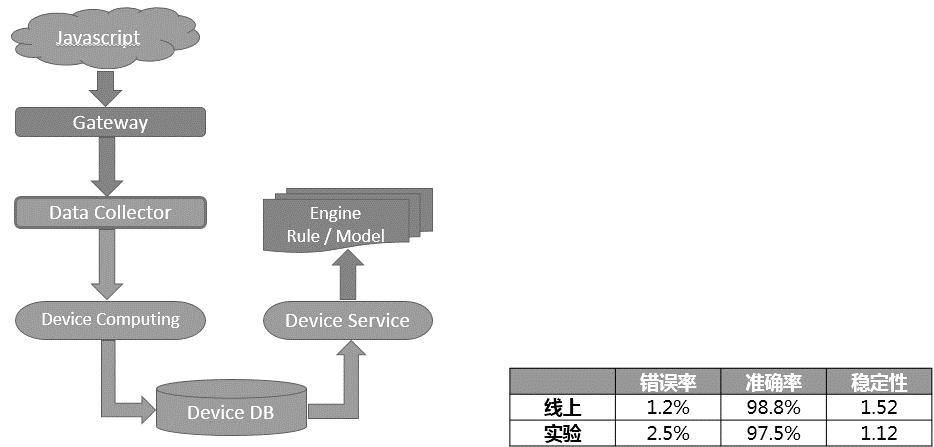 Javascript
Gateway
Data Collector
Device Computing
Device DB
Device Service
Engine
Rule / Model
错误率 准确率 稳定性
线上 1.2% 98.8% 1.52
实验 2.5% 97.5% 1.12